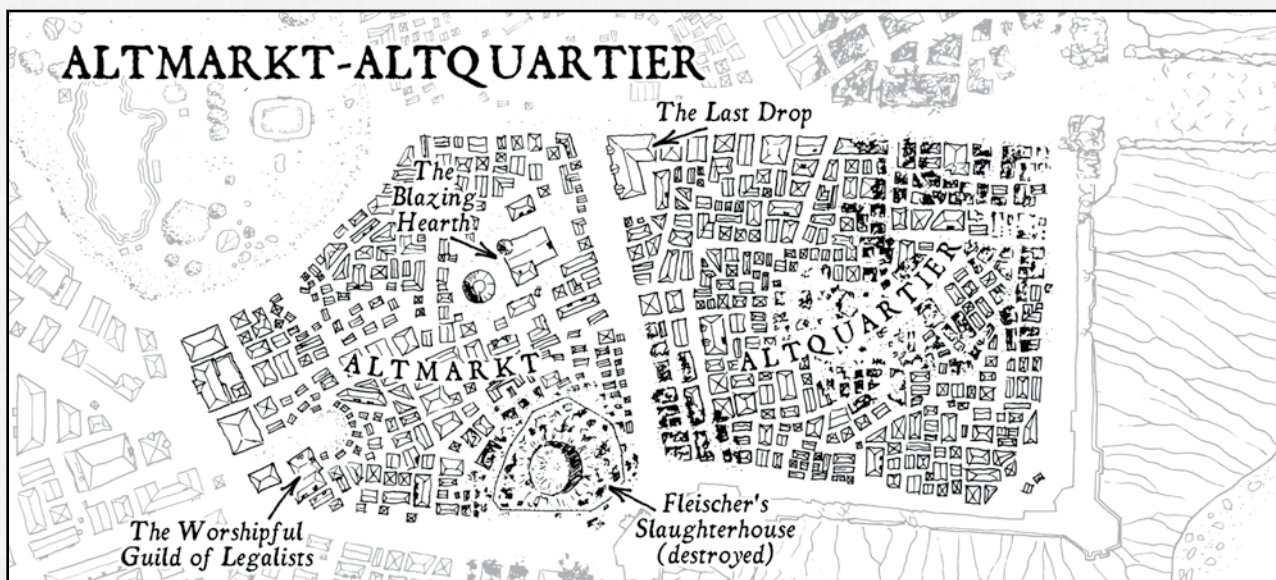 ALTMARKT-ALTQUARTIER
The Last Drop
The
Blazing
Hearth
ALTMARKT
ALTQUARTIER
The Worshipful
Guild of Legalists
Fleischer's
Slaughterhouse
(destroyed)